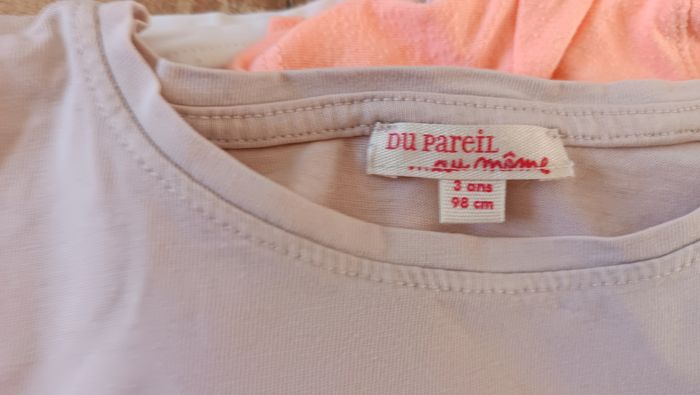 DU PAREIL
...au même
3 ans
98 cm